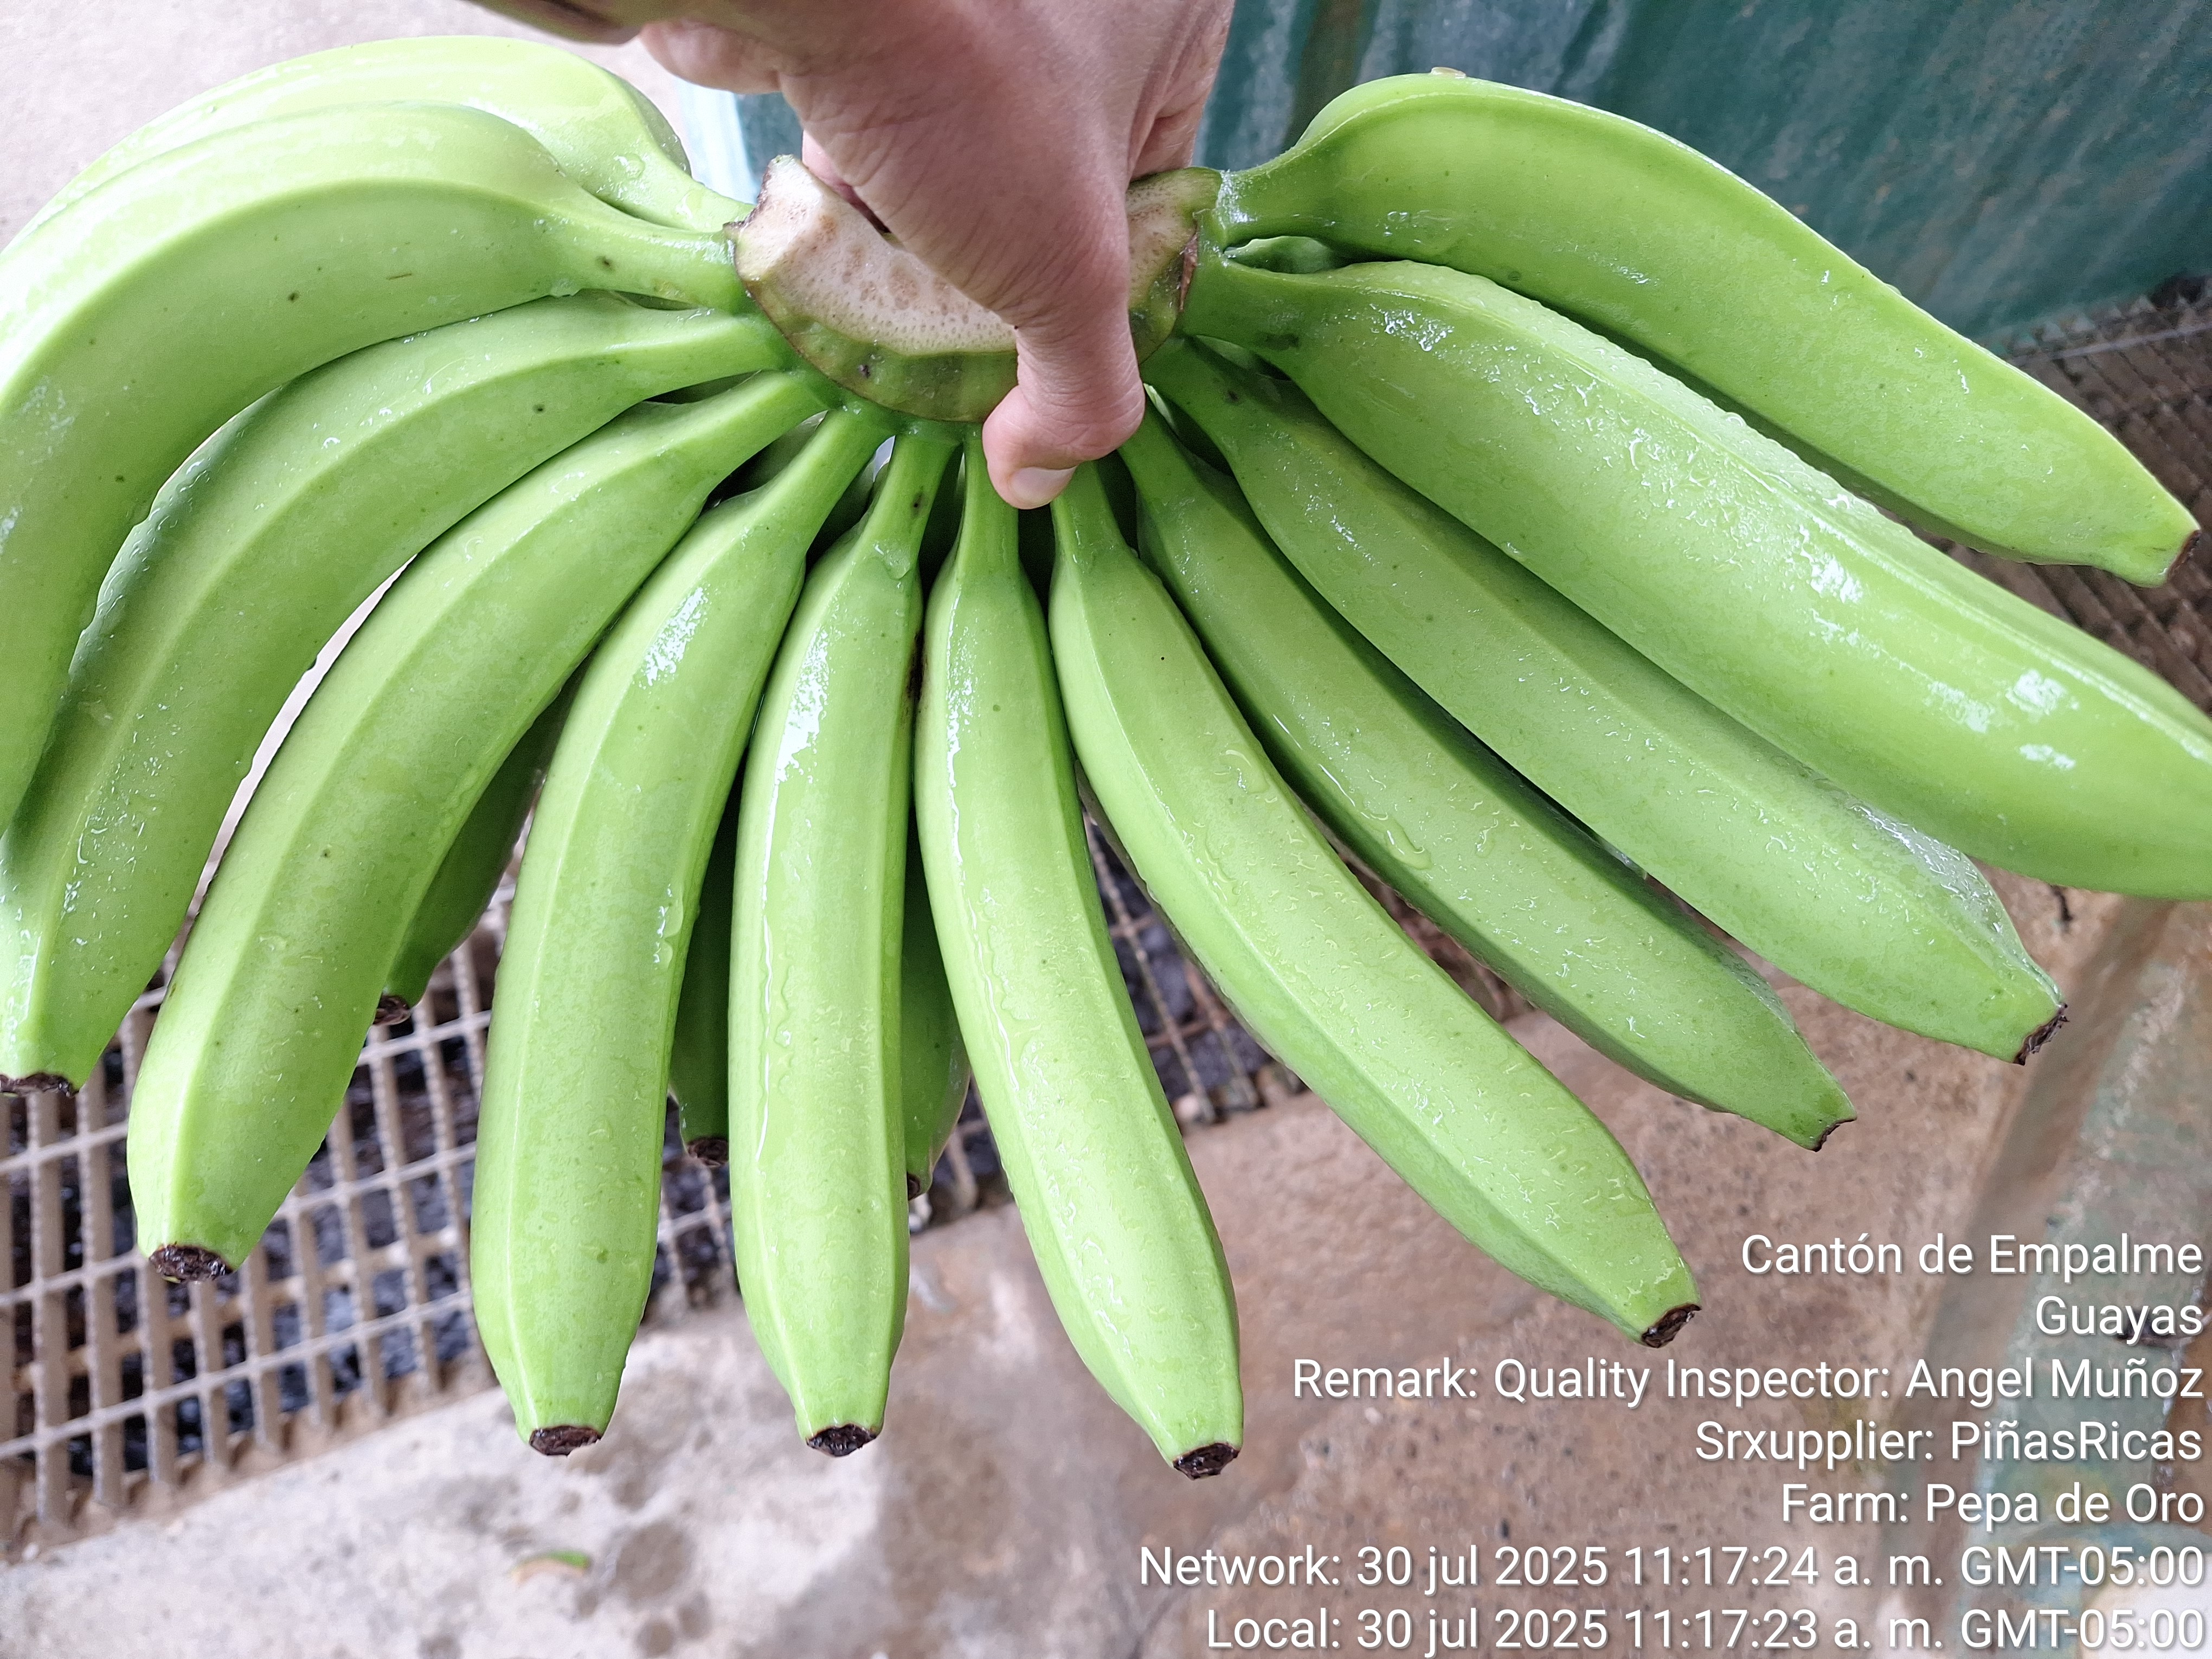 Cantón de Empalme
Guayas
Remark: Quality Inspector: Angel Muñoz
Srxupplier: PiñasRicas
Farm: Pepa de Oro
Network: 30 jul 2025 11:17:24 a. m. GMT-05:00
Local: 30 jul 2025 11:17:23 a. m. GMT-05:00